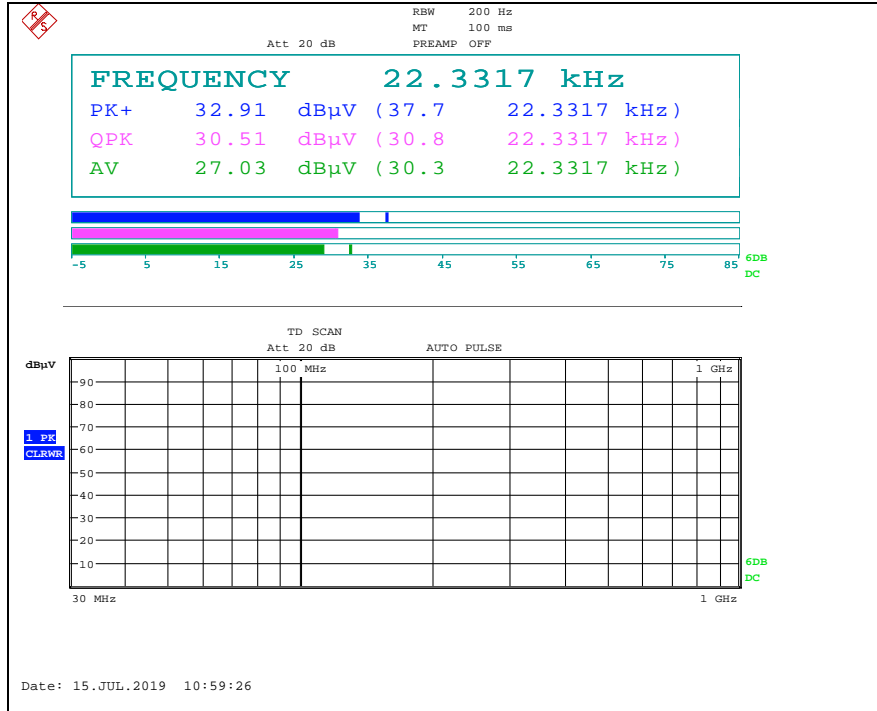 R S
RBW 200 Hz
MT 100 ms
Att 20 dB PREAMP OFF
FREQUENCY 22.3317 kHz
PK+ 32.91 dBµV (37.7 22.3317 kHz)
QPK 30.51 dBµV (30.8 22.3317 kHz)
AV 27.03 dBµV (30.3 22.3317 kHz)
-5 5 15 25 35 45 55 65 75 85
6DB
DC
TD SCAN
Att 20 dB AUTO PULSE
dBµV
100 MHz 1 GHz
90
80
70
1 PK
CLRWR
60
50
40
30
20
10
6DB
DC
30 MHz 1 GHz
Date: 15.JUL.2019 10:59:26